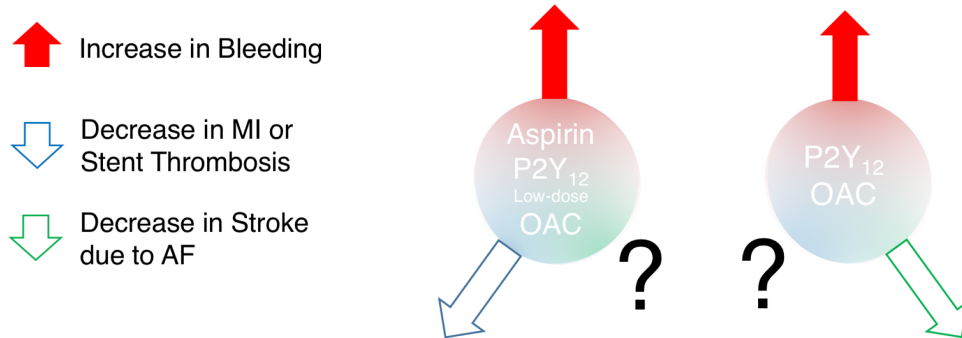 Increase in Bleeding
Decrease in MI or
Stent Thrombosis
Decrease in Stroke
due to AF
Aspirin
P2Y₁₂
Low-dose
OAC
?
?
P2Y₁₂
OAC